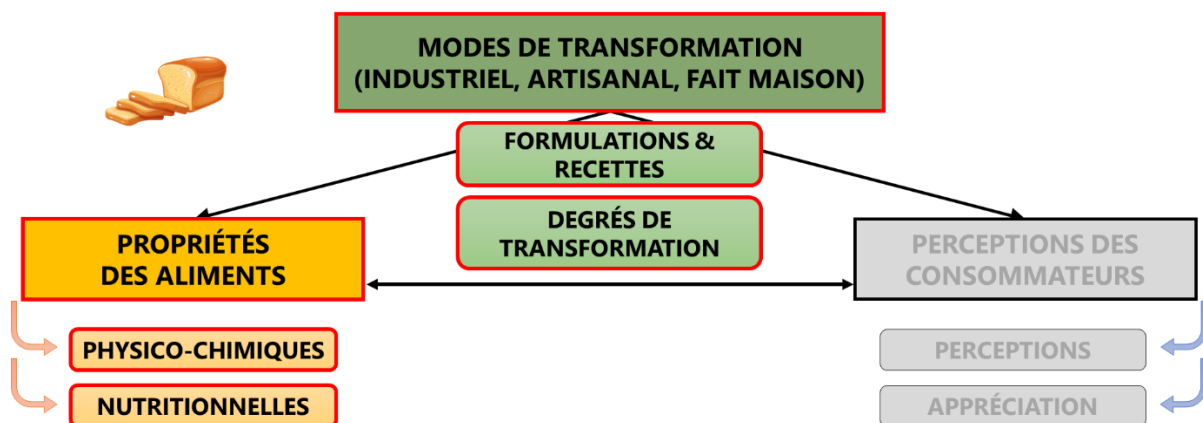 MODES DE TRANSFORMATION
(INDUSTRIEL, ARTISANAL, FAIT MAISON)
FORMULATIONS &
RECETTES
DEGRÉS DE
TRANSFORMATION
PROPRIÉTÉS
DES ALIMENTS
PERCEPTIONS DES
CONSOMMATEURS
PHYSICO-CHIMIQUES
PERCEPTIONS
NUTRITIONNELLES
APPRÉCIATION